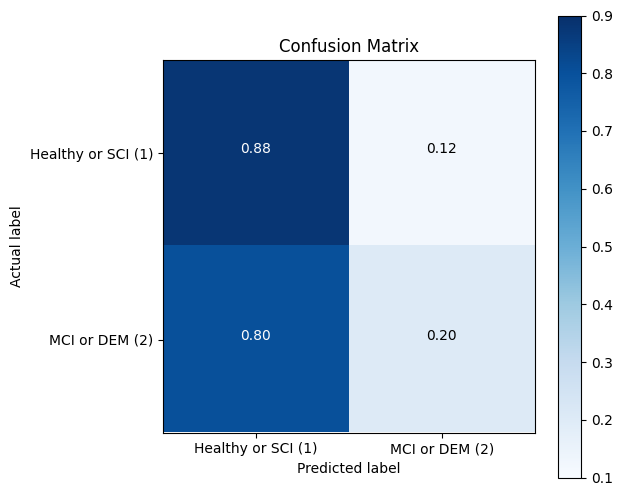 Confusion Matrix
Actual label
Healthy or SCI (1)
0.88 0.12
MCI or DEM (2)
0.80 0.20
Healthy or SCI (1) MCI or DEM (2)
Predicted label
0.9
0.8
0.7
0.6
0.5
0.4
0.3
0.2
0.1